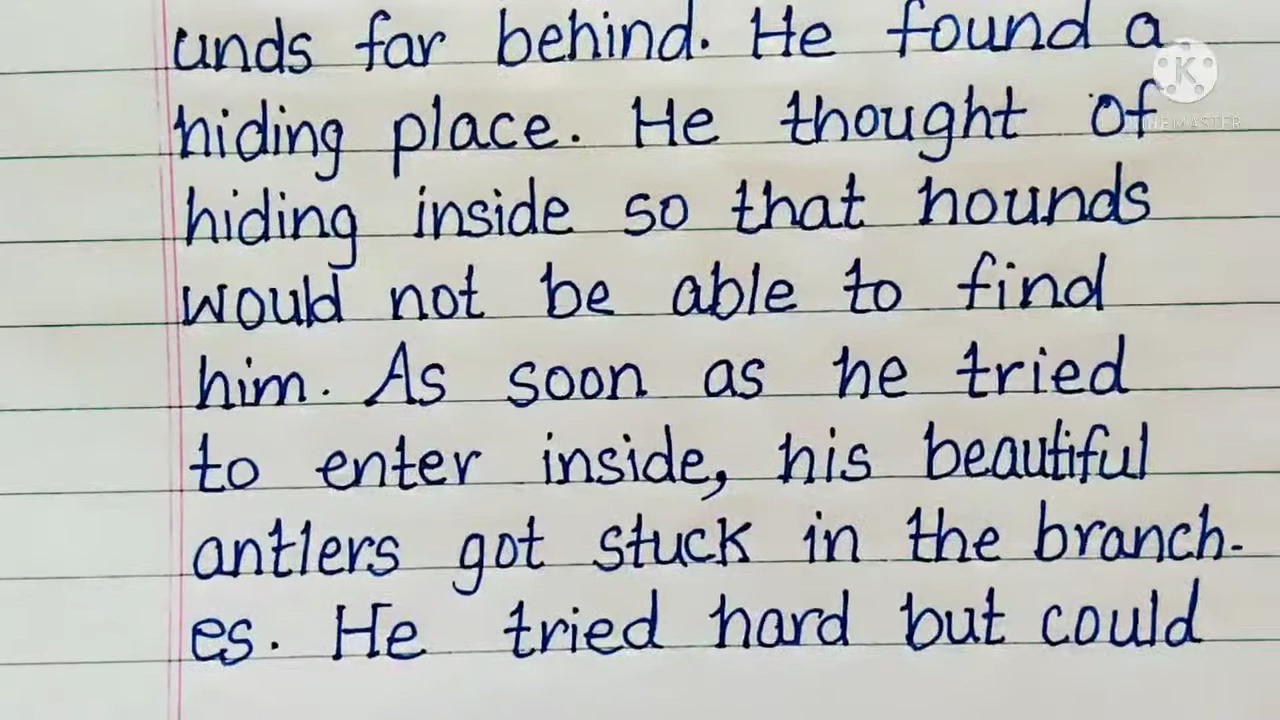 unds far behind. He found a
hiding place. He thought of
hiding inside so that hounds
would not be able to find
him. As soon as he tried
to enter inside, his beautiful
antlers got stuck in the branch-
es. He tried hard but could
K
KINEMASTER